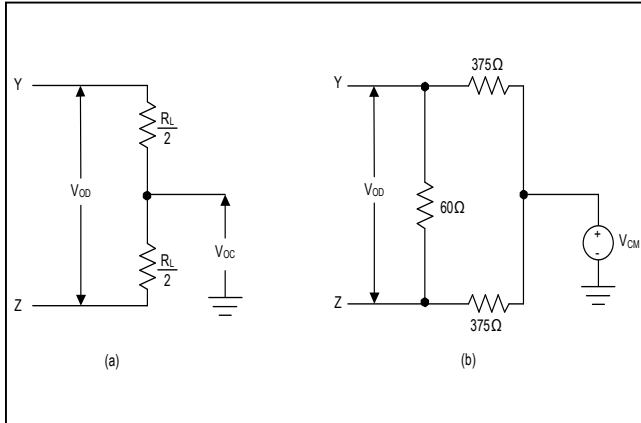 Y
R_L
2
V_OD
V_OC
R_L
2
Z
(a)
375Ω
Y
V_OD
60Ω
V_CM
+
-
Z
375Ω
(b)